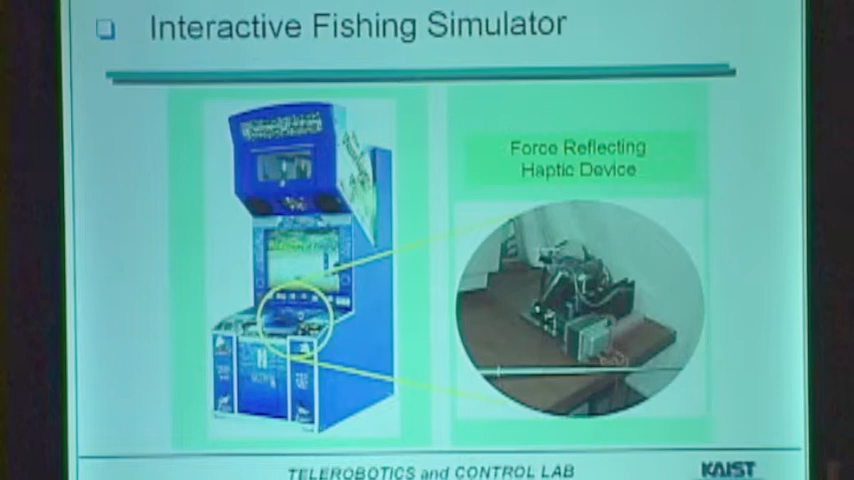 Interactive Fishing Simulator
Force Reflecting
Haptic Device
TELEROBOTICS and CONTROL LAB
KAIST